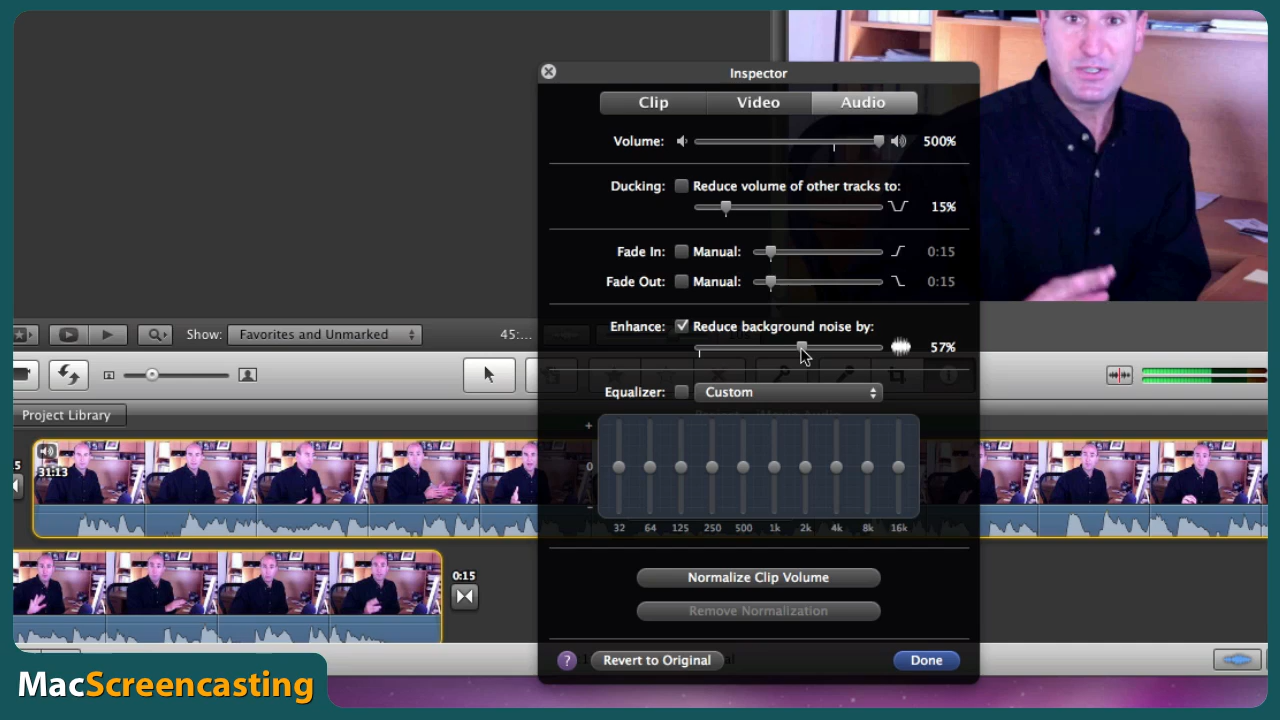 Inspector
Clip Video Audio
Volume: 500%
Ducking: Reduce volume of other tracks to:
15%
Fade In: Manual: 0:15
Fade Out: Manual: 0:15
Show: Favorites and Unmarked 45:...
Enhance: Reduce background noise by:
57%
Equalizer: Custom
Project Library
+
0
-
31:13
5
32 64 125 250 500 1k 2k 4k 8k 16k
0:15
Normalize Clip Volume
Remove Normalization
? Revert to Original Done
MacScreencasting